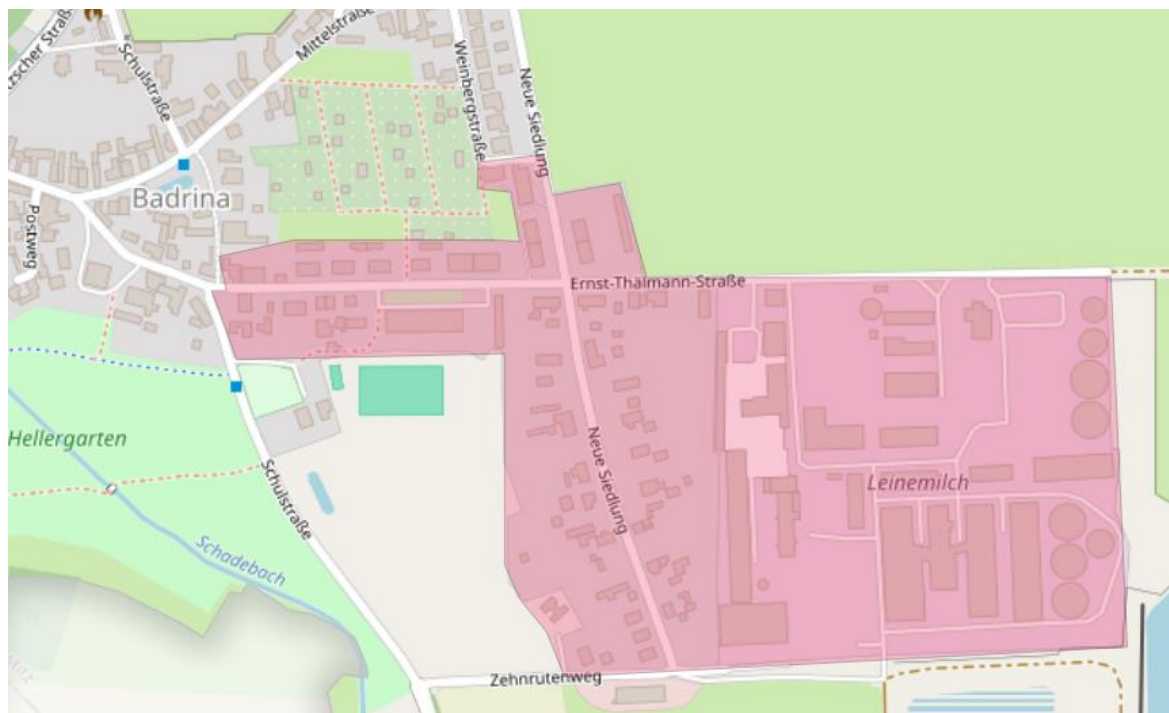 Schulstraße
Mittelstraße
Weinbergstraße
Neue Siedlung
Badrina
Postweg
Ernst-Thälmann-Straße
Hellergarten
Schulstraße
Neue Siedlung
Leinemilch
Schadebach
Zehnrutenweg